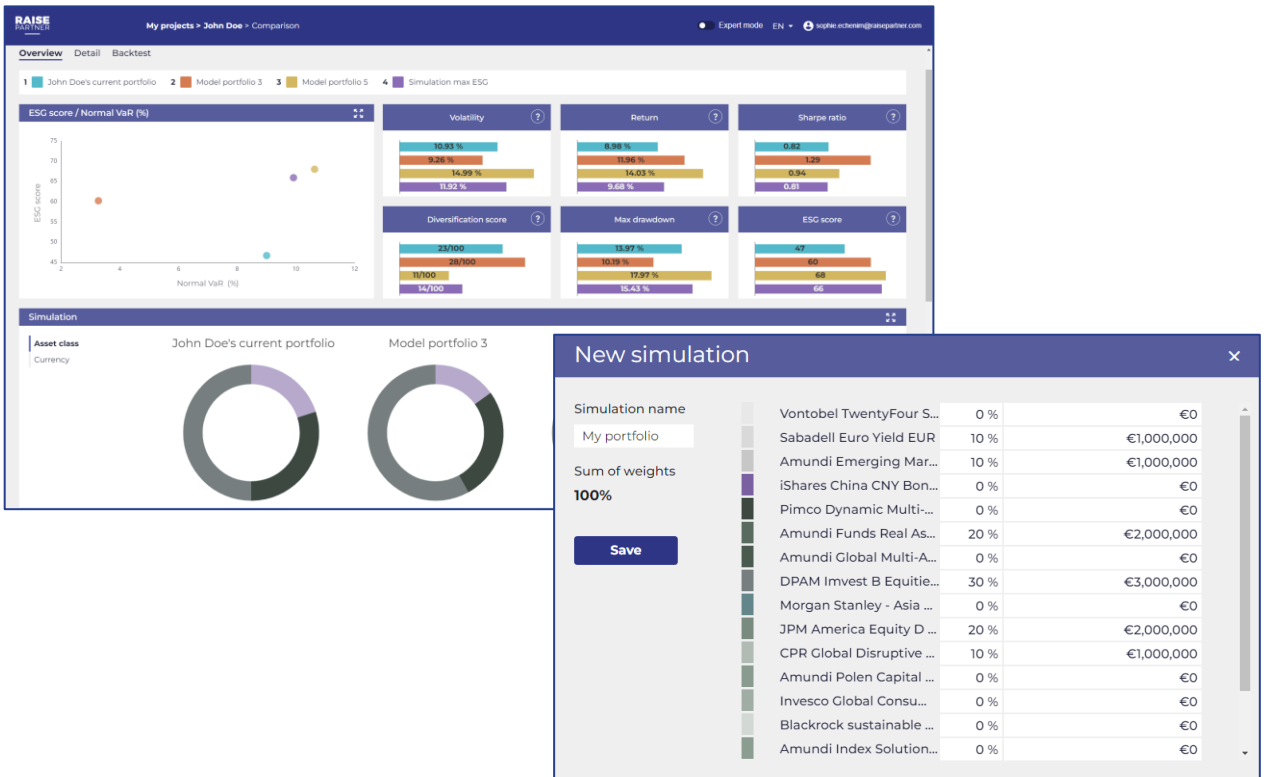 RAISE
PARTNER
My projects > John Doe > Comparison
Export mode EN sophie.echenim@raisepartner.com
Overview Detail Backtest
1 John Doe's current portfolio 2 Model portfolio 3 3 Model portfolio 5 4 Simulation max ESG
ESG score / Normal VaR (%)
75
70
65
60
55
50
45
ESG score
2 4 6 8 10 12
Normal VaR (%)
Volatility ?
10.93 %
9.26 %
14.99 %
11.92 %
Return ?
8.98 %
11.96 %
14.03 %
9.68 %
Sharpe ratio ?
0.82
1.29
0.94
0.81
Diversification score ?
23/100
28/100
11/100
14/100
Max drawdown ?
13.97 %
10.19 %
17.97 %
15.43 %
ESG score ?
47
60
68
66
Simulation
Asset class
Currency
John Doe's current portfolio
Model portfolio 3
New simulation ×
Simulation name
My portfolio
Sum of weights
100%
Save
Vontobel TwentyFour S... 0 % €0
Sabadell Euro Yield EUR 10 % €1,000,000
Amundi Emerging Mar... 10 % €1,000,000
iShares China CNY Bon... 0 % €0
Pimco Dynamic Multi-... 0 % €0
Amundi Funds Real As... 20 % €2,000,000
Amundi Global Multi-A... 0 % €0
DPAM Imvest B Equitie... 30 % €3,000,000
Morgan Stanley - Asia ... 0 % €0
JPM America Equity D ... 20 % €2,000,000
CPR Global Disruptive ... 10 % €1,000,000
Amundi Polen Capital ... 0 % €0
Invesco Global Consu... 0 % €0
Blackrock sustainable ... 0 % €0
Amundi Index Solution... 0 % €0